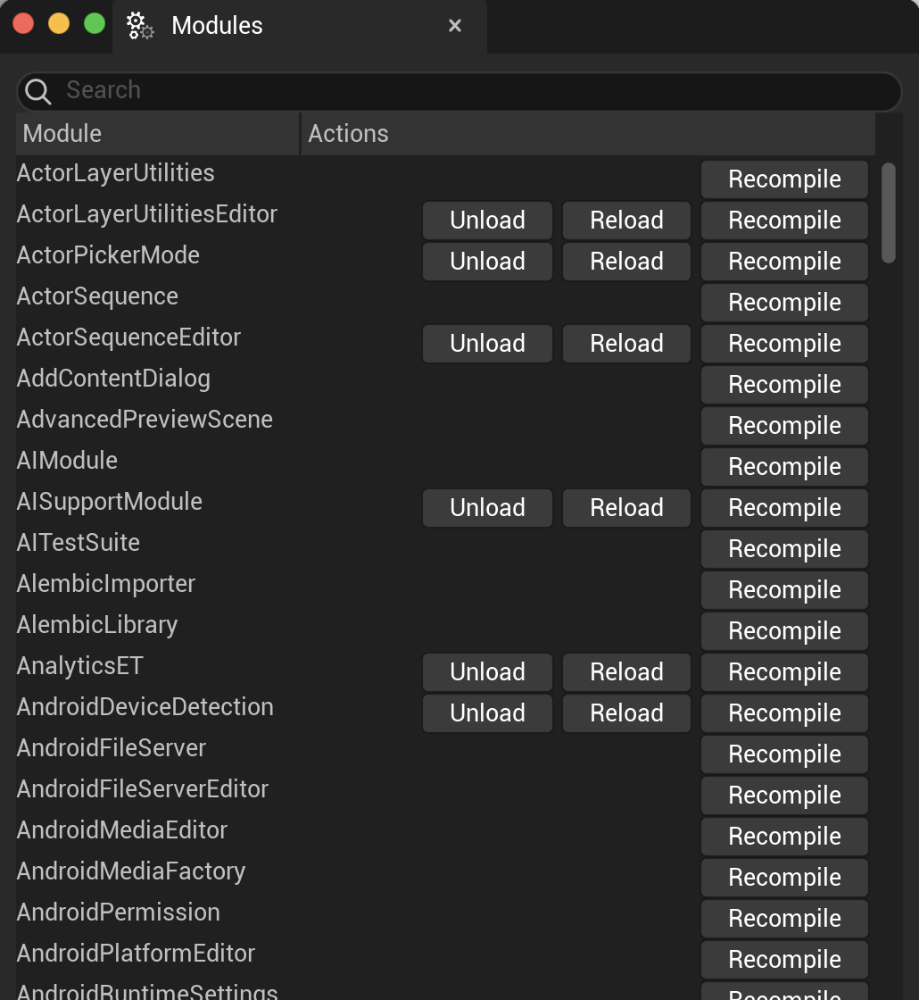 Modules
Search
Module Actions
ActorLayerUtilities Recompile
ActorLayerUtilitiesEditor Unload Reload Recompile
ActorPickerMode Unload Reload Recompile
ActorSequence Recompile
ActorSequenceEditor Unload Reload Recompile
AddContentDialog Recompile
AdvancedPreviewScene Recompile
AIModule Recompile
AISupportModule Unload Reload Recompile
AITestSuite Recompile
AlembicImporter Recompile
AlembicLibrary Recompile
AnalyticsET Unload Reload Recompile
AndroidDeviceDetection Unload Reload Recompile
AndroidFileServer Recompile
AndroidFileServerEditor Recompile
AndroidMediaEditor Recompile
AndroidMediaFactory Recompile
AndroidPermission Recompile
AndroidPlatformEditor Recompile
AndroidRuntimeSettings Recompile